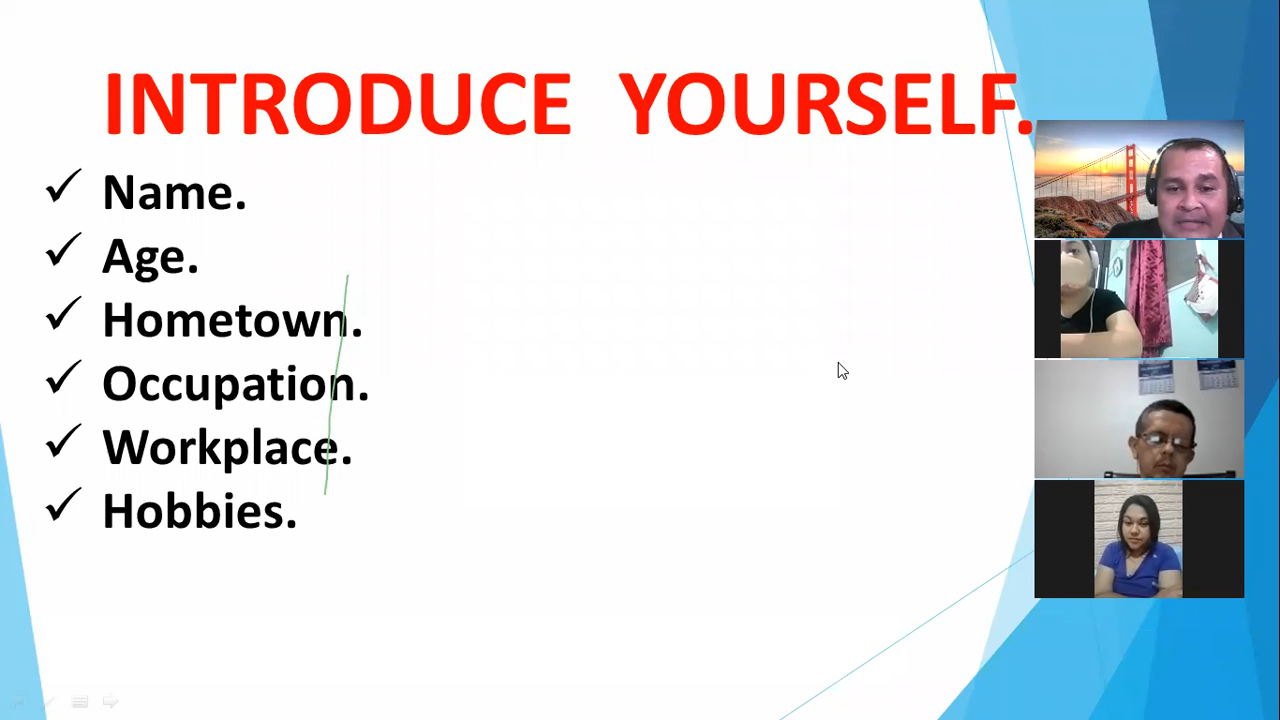 INTRODUCE YOURSELF.
✓ Name.
✓ Age.
✓ Hometown.
✓ Occupation.
✓ Workplace.
✓ Hobbies.